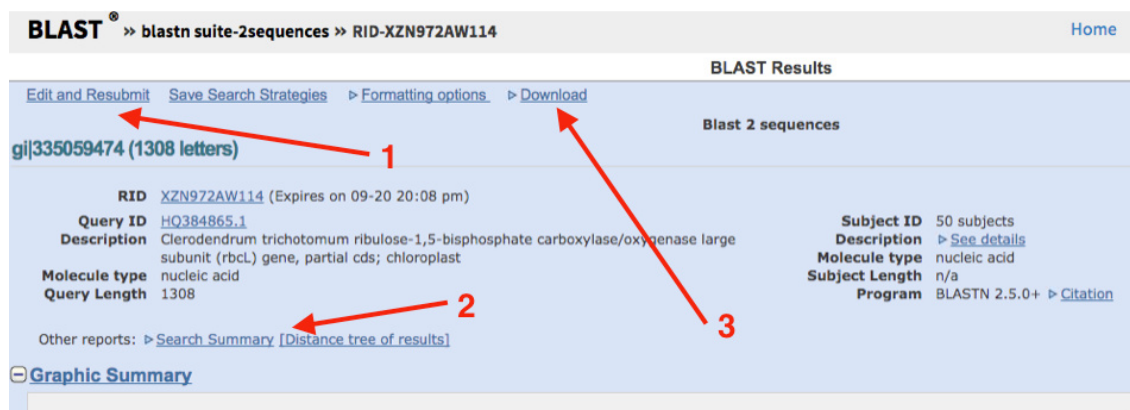 BLAST ® » blastn suite-2sequences » RID-XZN972AW114
Home
BLAST Results
Edit and Resubmit Save Search Strategies ▷ Formatting options ▷ Download
Blast 2 sequences
1
gi|335059474 (1308 letters)
RID XZN972AW114 (Expires on 09-20 20:08 pm)
Query ID HQ384865.1
Description Clerodendrum trichotomum ribulose-1,5-bisphosphate carboxylase/oxygenase large
subunit (rbcL) gene, partial cds; chloroplast
Molecule type nucleic acid
Query Length 1308
Subject ID 50 subjects
Description ▷ See details
Molecule type nucleic acid
Subject Length n/a
Program BLASTN 2.5.0+ ▷ Citation
2
3
Other reports: ▷ Search Summary [Distance tree of results]
Graphic Summary